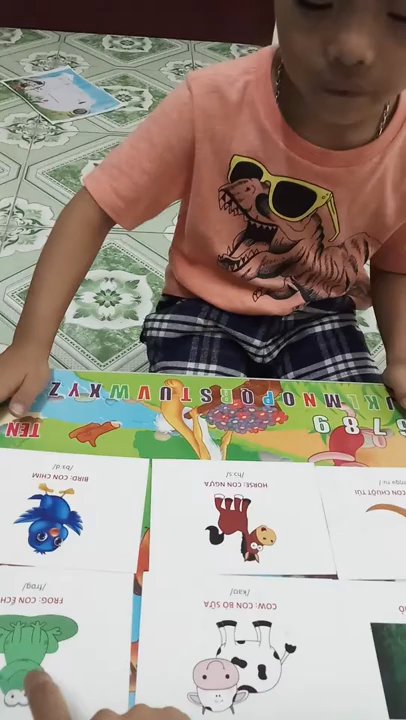 COW: CON BÒ SỮA
/kaʊ/
FROG: CON ẾCH
/frɒg/
CON CHUỘT TÚI
HORSE: CON NGỰA
/hɔːs/
BIRD: CON CHIM
/bɜːd/
6 7 8 9
TEN
K L M N O P Q R S T U V W X Y Z